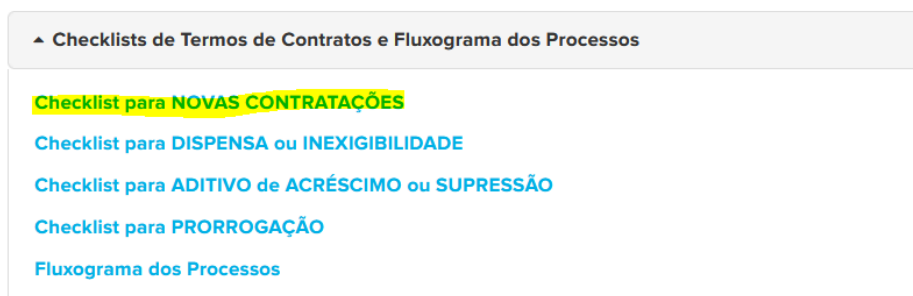 Checklists de Termos de Contratos e Fluxograma dos Processos
Checklist para NOVAS CONTRATAÇÕES
Checklist para DISPENSA ou INEXIGIBILIDADE
Checklist para ADITIVO de ACRÉSCIMO ou SUPRESSÃO
Checklist para PRORROGAÇÃO
Fluxograma dos Processos